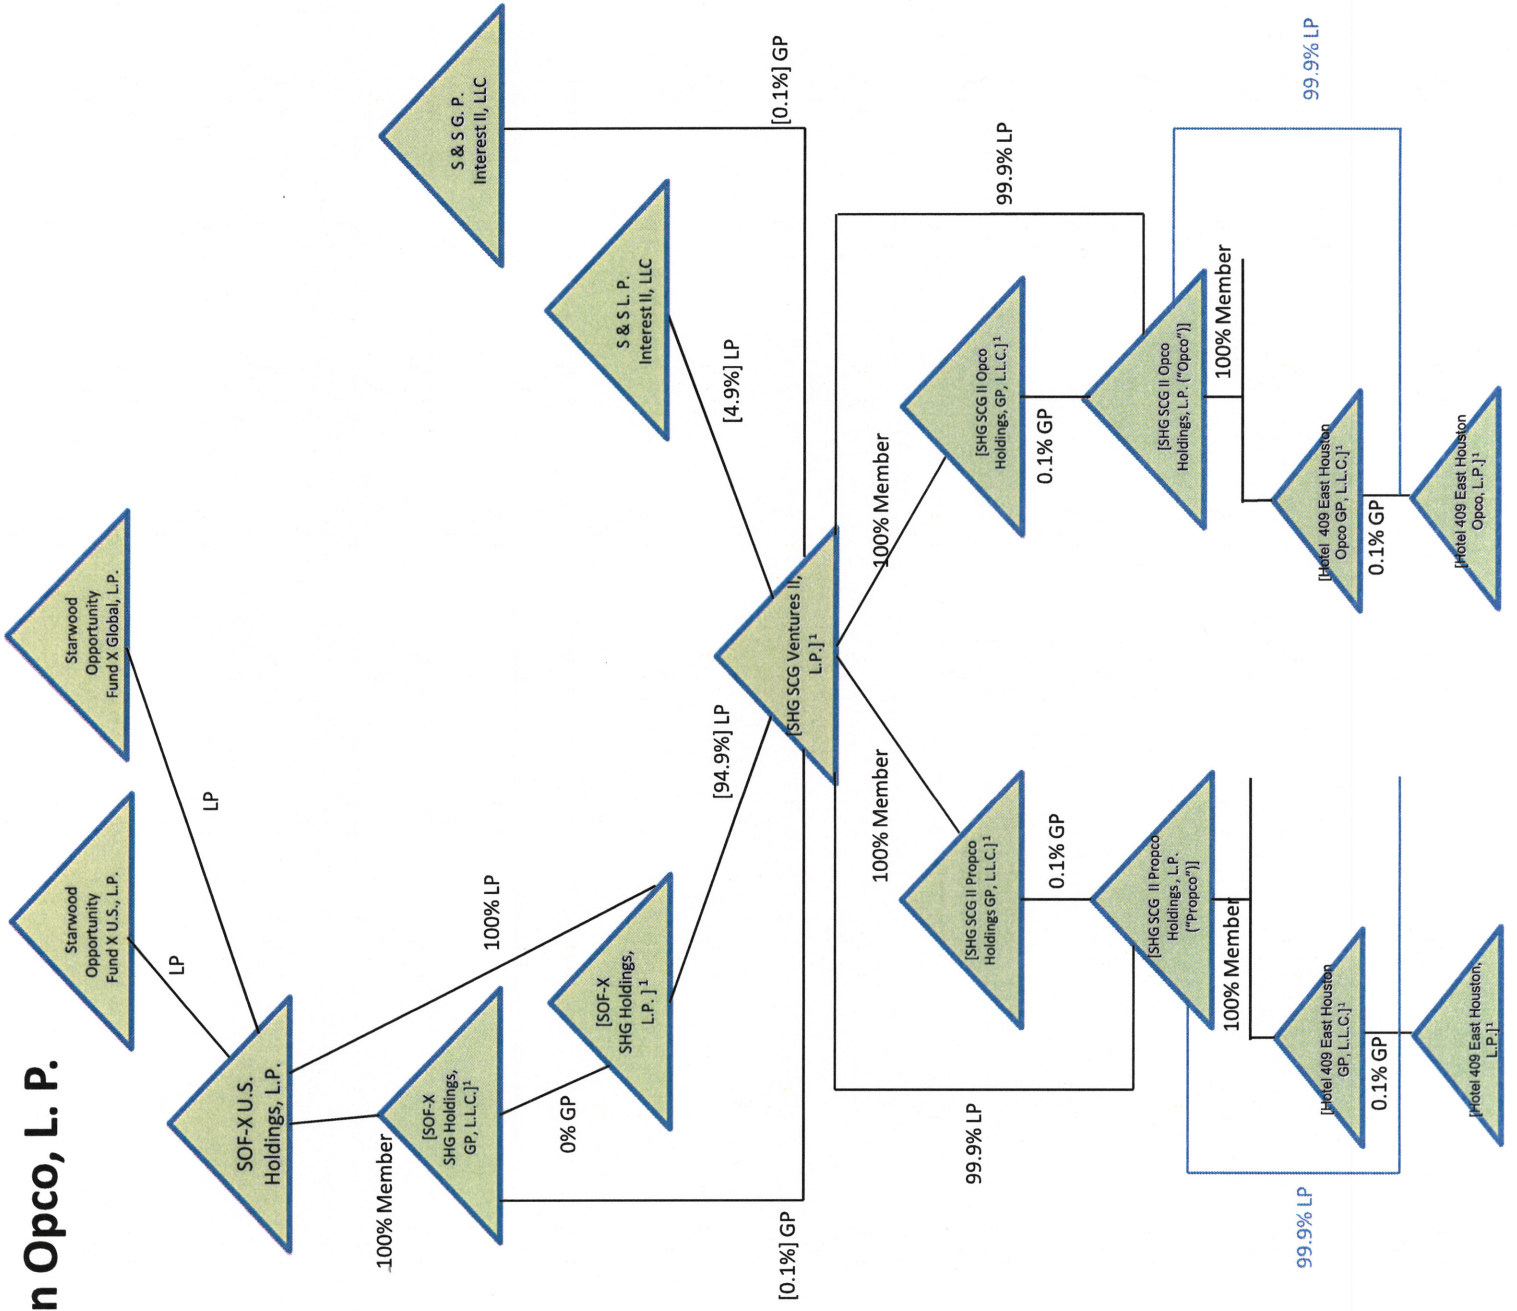 n Opco, L. P.
Starwood
Opportunity
Fund X U.S., L.P.
Starwood
Opportunity
Fund X Global, L.P.
LP
LP
SOF-X U.S.
Holdings, L.P.
100% Member
100% LP
[SOF-X
SHG Holdings,
GP, L.L.C.]¹
0% GP
[SOF-X
SHG Holdings,
L.P. ]¹
S & S L. P.
Interest II, LLC
S & S G. P.
Interest II, LLC
[0.1%] GP
[94.9%] LP
[4.9%] LP
[0.1%] GP
[SHG SCG Ventures II,
L.P.]¹
100% Member
100% Member
99.9% LP
99.9% LP
[SHG SCG II Propco
Holdings GP, L.L.C.]¹
0.1% GP
[SHG SCG II Opco
Holdings, GP, L.L.C.]¹
0.1% GP
[SHG SCG II Propco
Holdings, L.P.
("Propco")]
[SHG SCG II Opco
Holdings, L.P. ("Opco")]
100% Member
100% Member
99.9% LP
99.9% LP
[Hotel 409 East Houston
GP, L.L.C.]¹
0.1% GP
[Hotel 409 East Houston
Opco GP, L.L.C.]¹
0.1% GP
[Hotel 409 East Houston,
L.P.]¹
[Hotel 409 East Houston
Opco, L.P.]¹